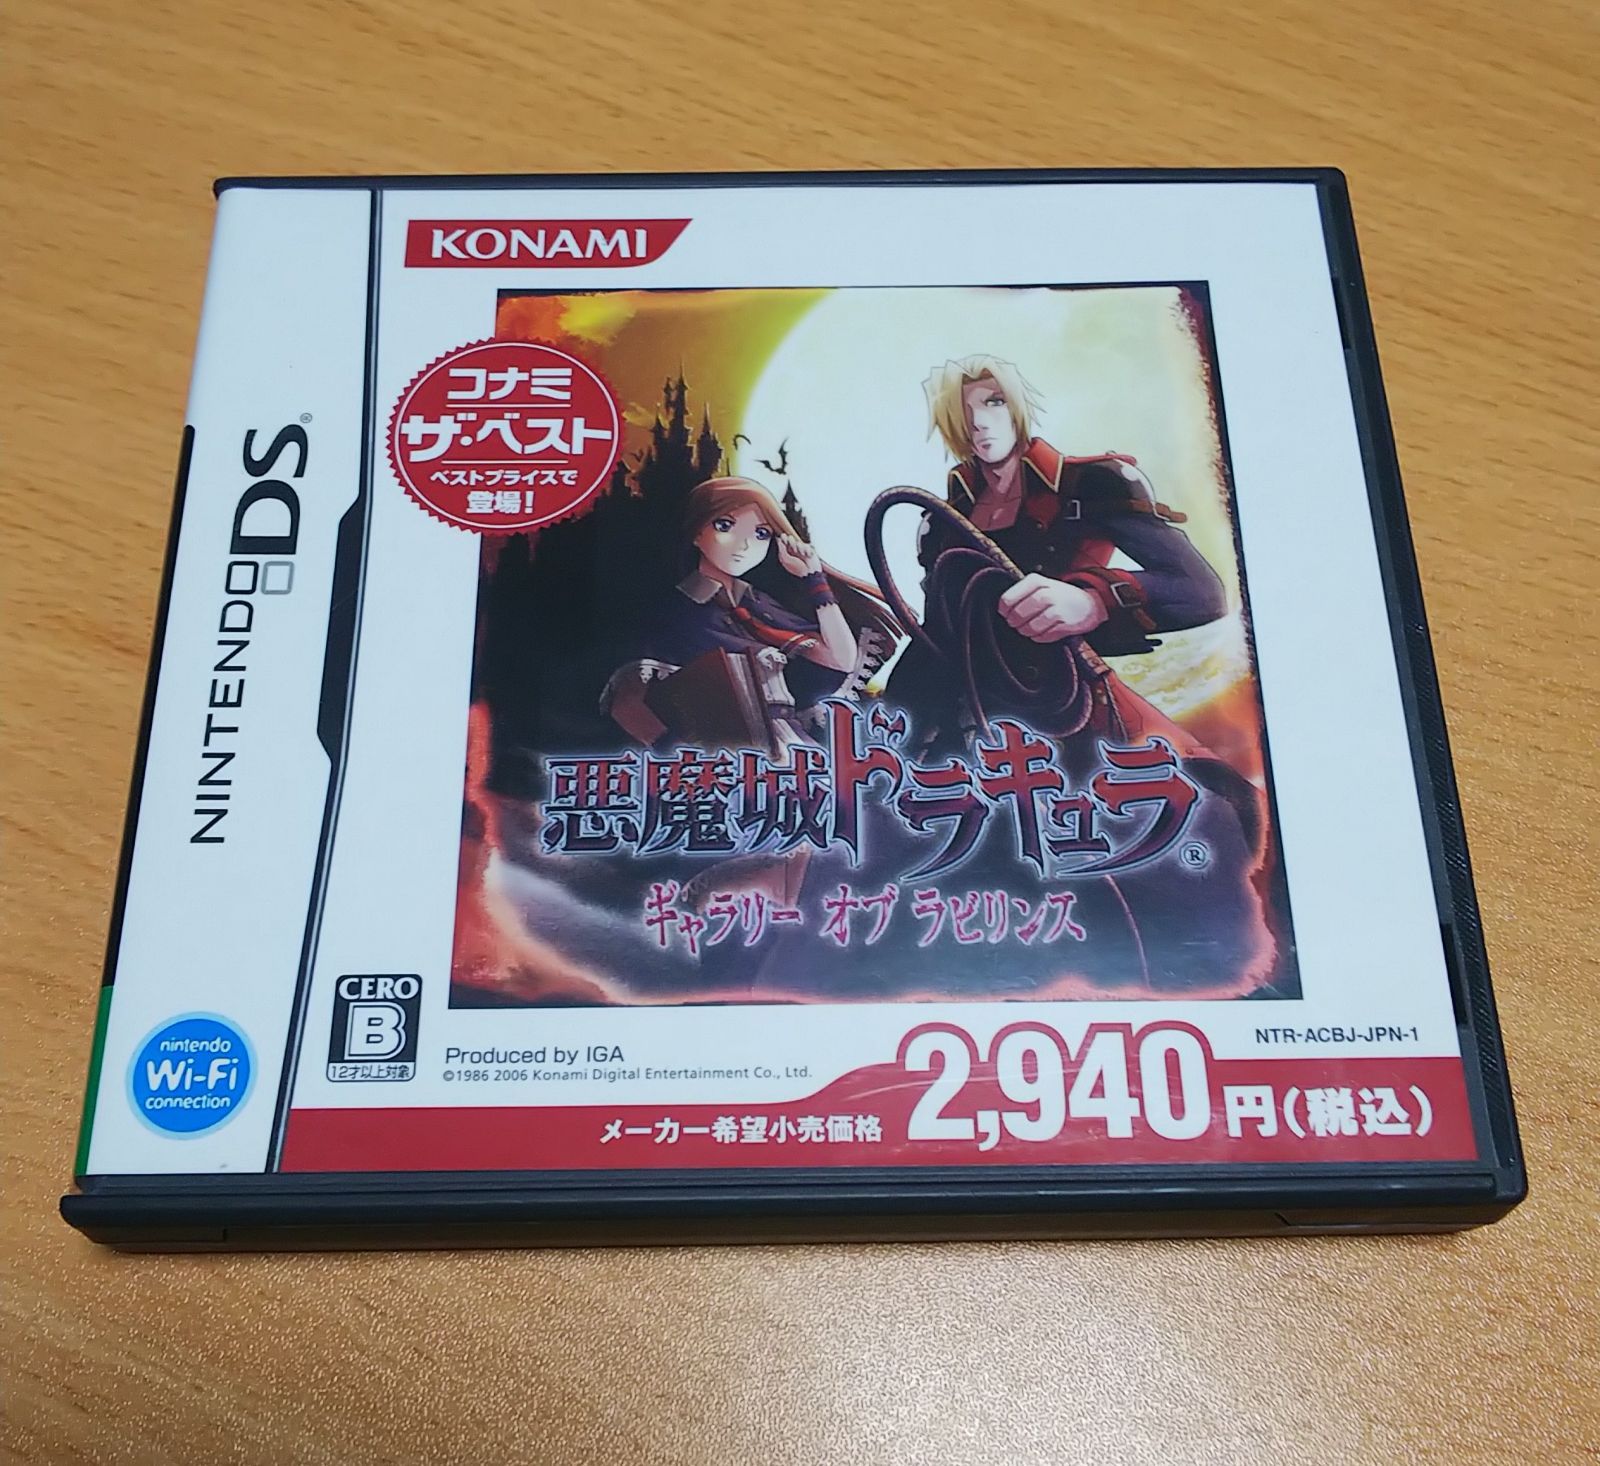 KONAMI
コナミ
ザ・ベスト
ベストプライスで
登場！
NINTENDO DS®
悪魔城ドラキュラ®
ギャラリー オブ ラビリンス
CERO
B
12才以上対象
nintendo
Wi-Fi
connection
Produced by IGA
©1986 2006 Konami Digital Entertainment Co., Ltd.
NTR-ACBJ-JPN-1
メーカー希望小売価格 2,940円(税込)